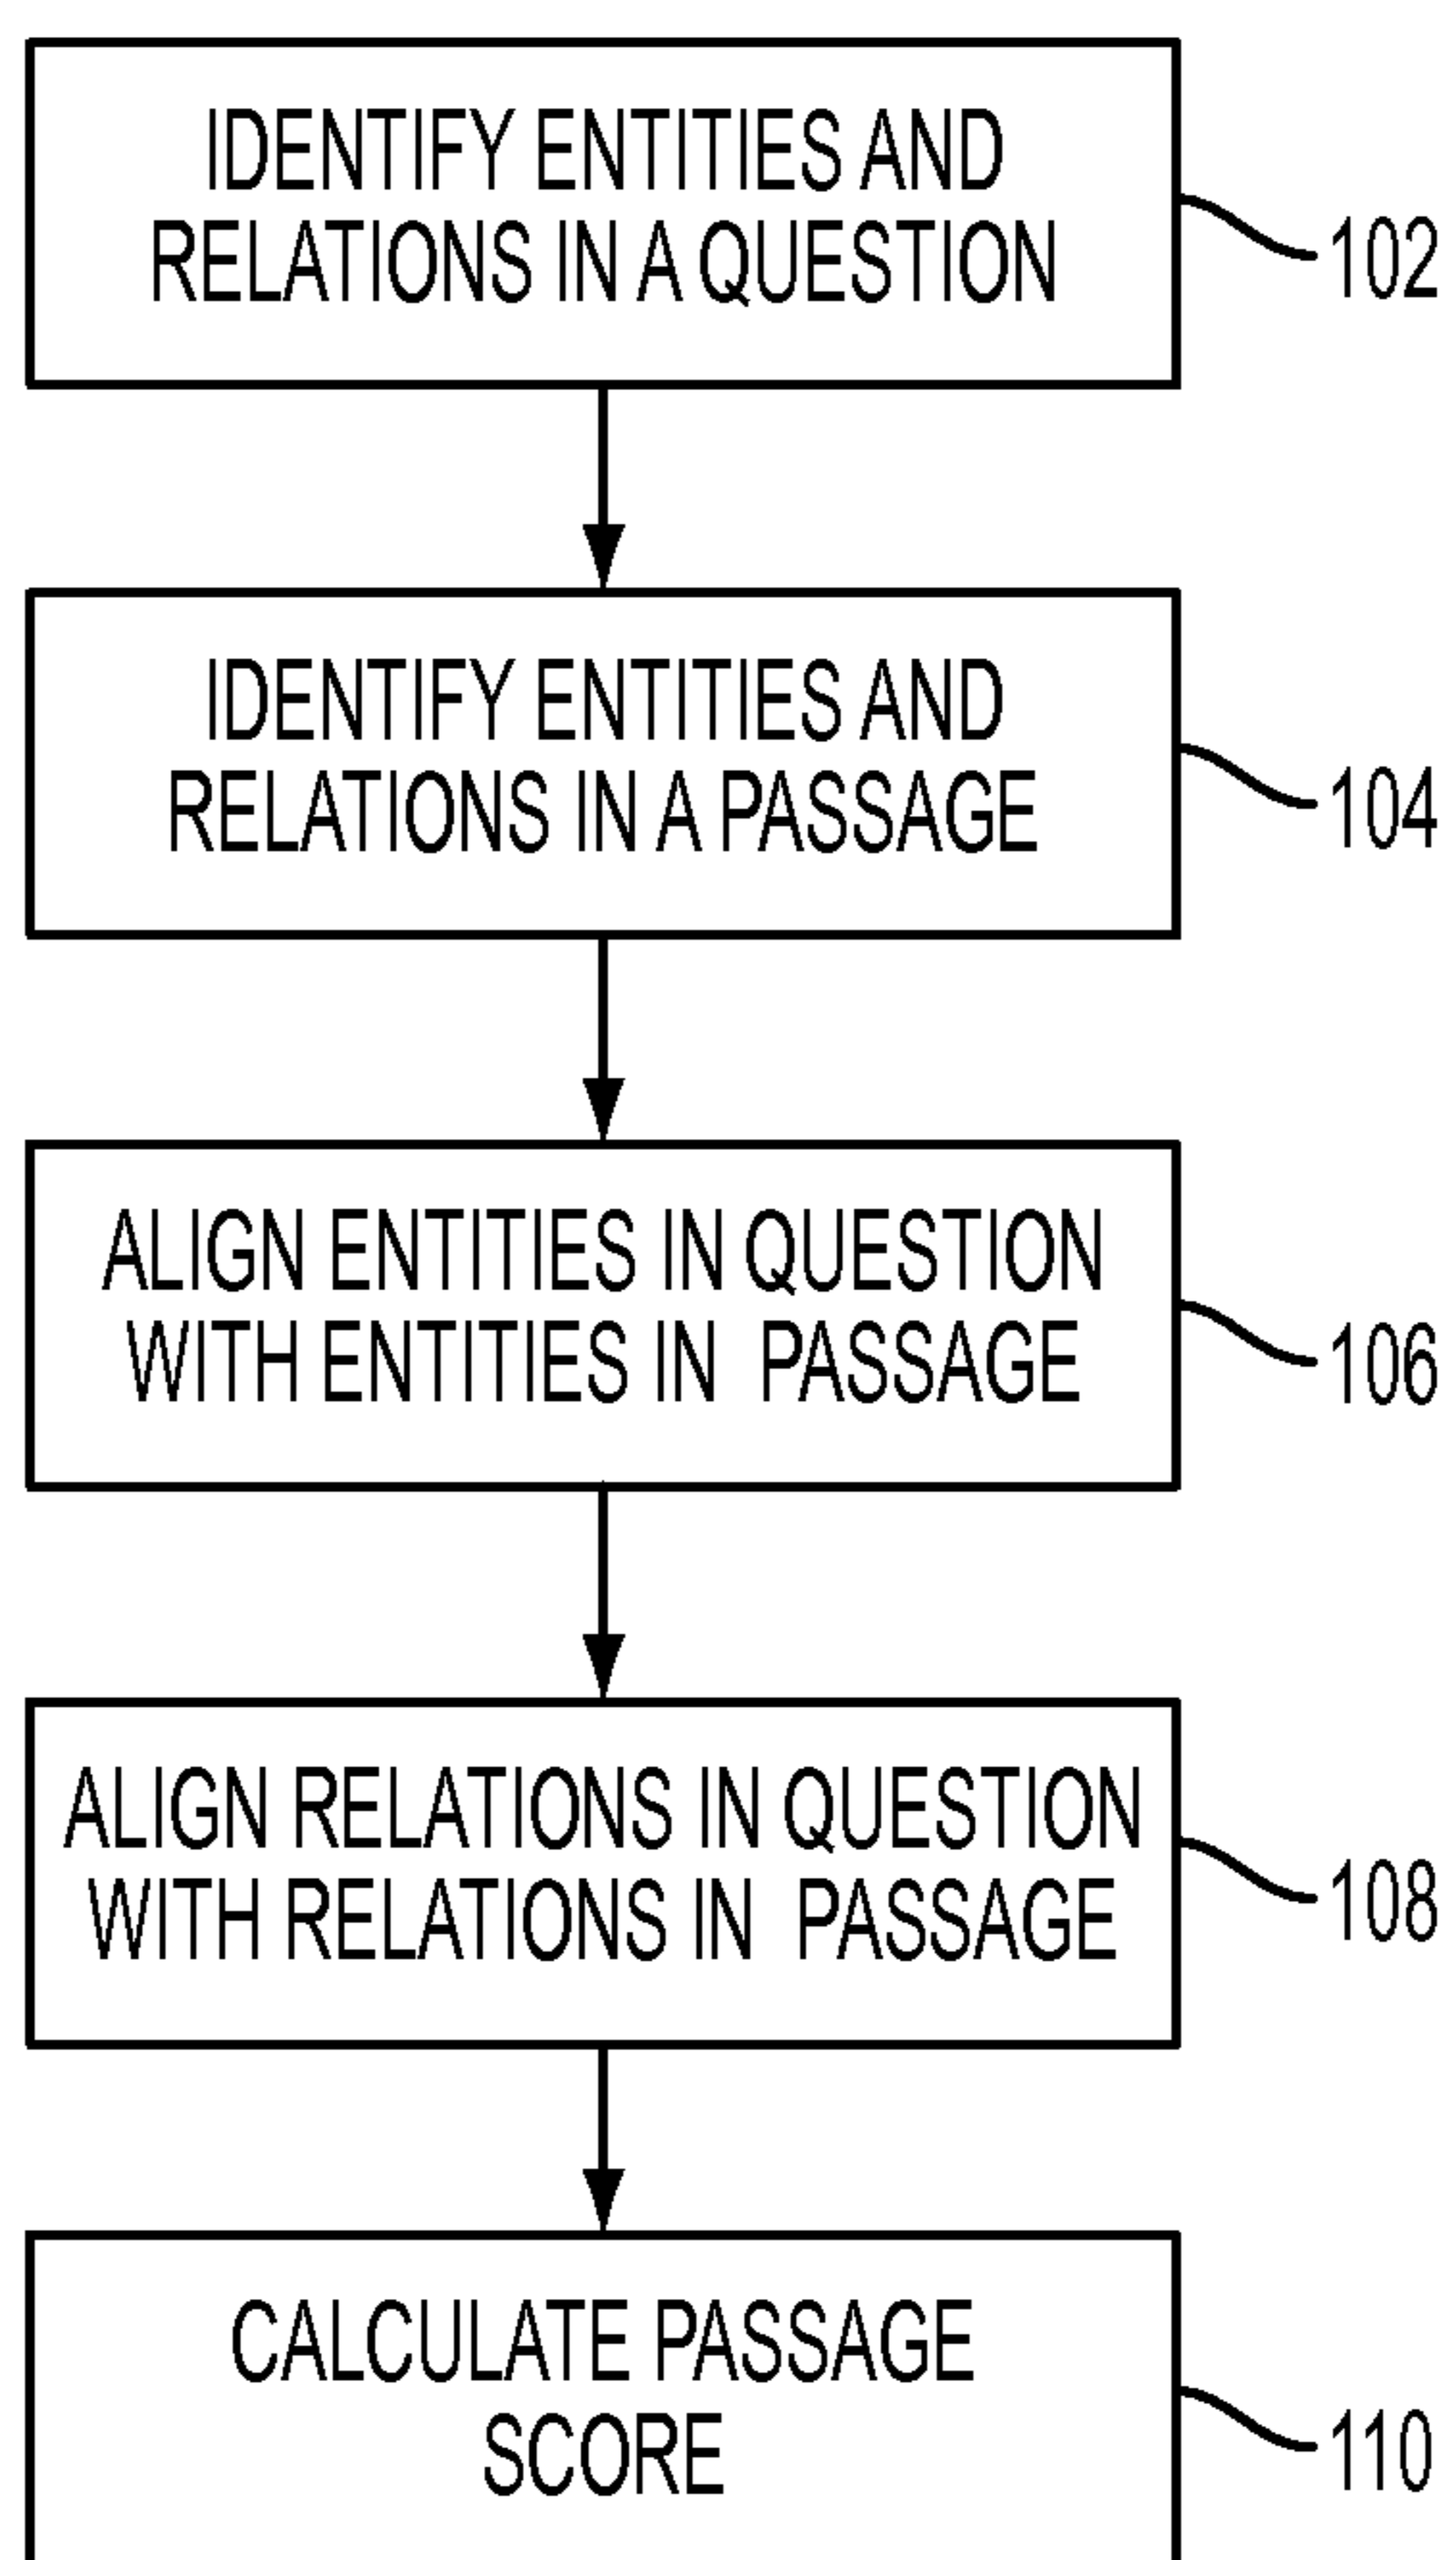 IDENTIFY ENTITIES AND
RELATIONS IN A QUESTION
102
IDENTIFY ENTITIES AND
RELATIONS IN A PASSAGE
104
ALIGN ENTITIES IN QUESTION
WITH ENTITIES IN PASSAGE
106
ALIGN RELATIONS IN QUESTION
WITH RELATIONS IN PASSAGE
108
CALCULATE PASSAGE
SCORE
110